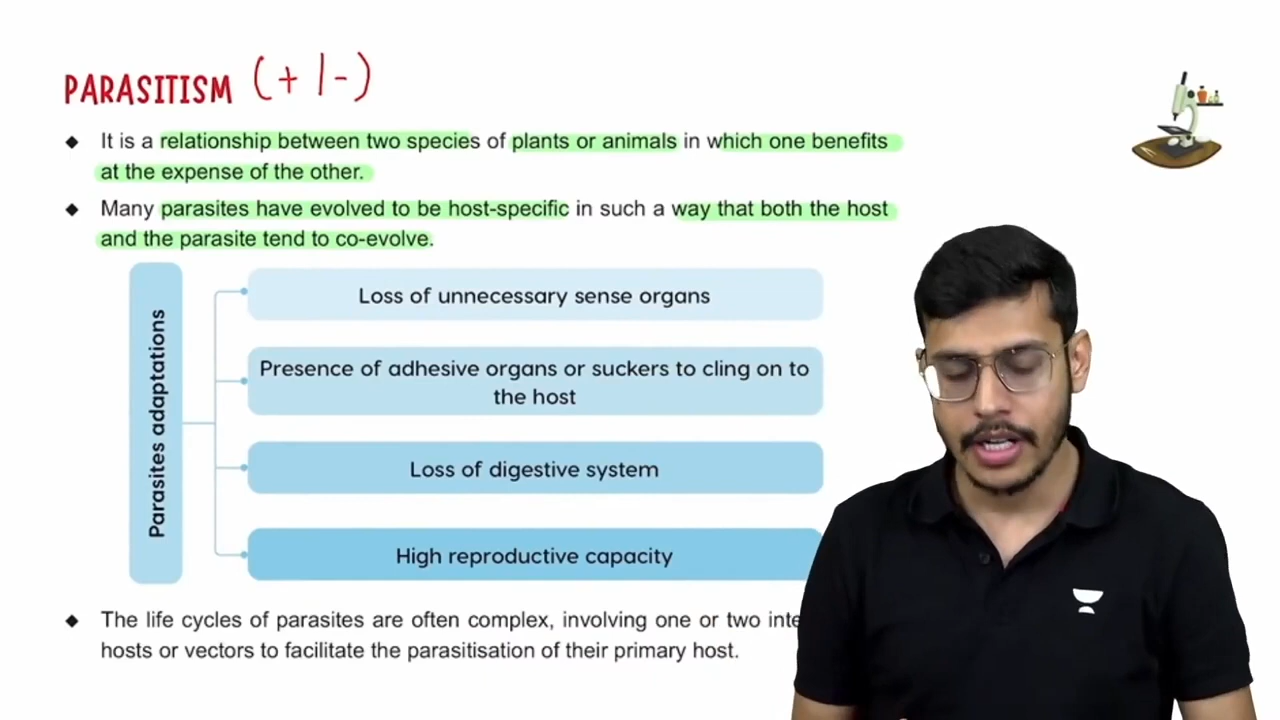 PARASITISM (+/-)
◆ It is a relationship between two species of plants or animals in which one benefits
at the expense of the other.
◆ Many parasites have evolved to be host-specific in such a way that both the host
and the parasite tend to co-evolve.
Parasites adaptations
Loss of unnecessary sense organs
Presence of adhesive organs or suckers to cling on to
the host
Loss of digestive system
High reproductive capacity
◆ The life cycles of parasites are often complex, involving one or two
hosts or vectors to facilitate the parasitisation of their primary host.